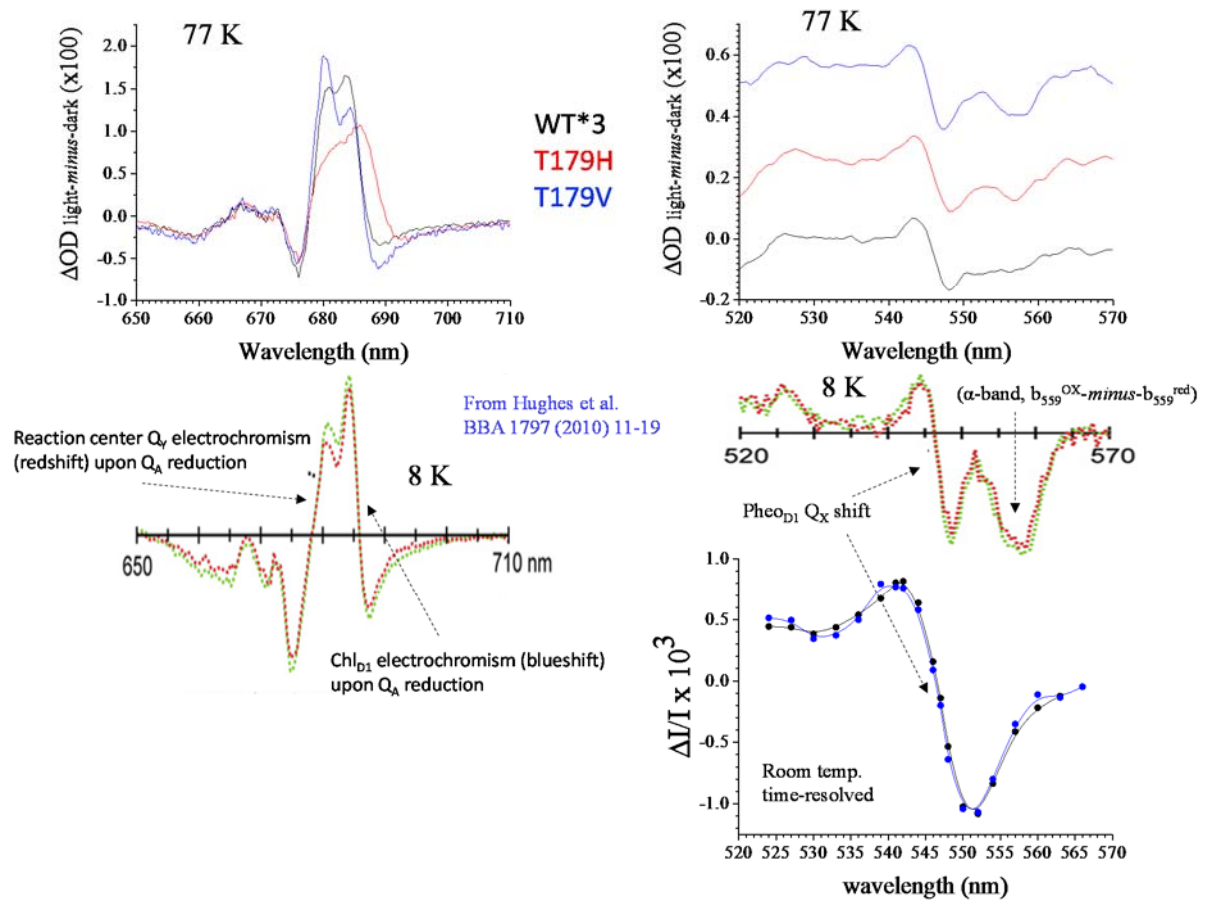 77 K
ΔOD light-minus-dark (x100)
2.0
1.5
1.0
0.5
0.0
-0.5
-1.0
650 660 670 680 690 700 710
Wavelength (nm)
WT*3
T179H
T179V
77 K
ΔOD light-minus-dark (x100)
0.6
0.4
0.2
0.0
-0.2
520 530 540 550 560 570
Wavelength (nm)
Reaction center QY electrochromism
(redshift) upon QA reduction
From Hughes et al.
BBA 1797 (2010) 11-19
8 K
650
710 nm
ChlD1 electrochromism (blueshift)
upon QA reduction
8 K
(α-band, b559OX-minus-b559red)
520
570
PheoD1 QX shift
ΔI/I x 103
1.0
0.5
0.0
-0.5
-1.0
Room temp.
time-resolved
520 525 530 535 540 545 550 555 560 565 570
wavelength (nm)